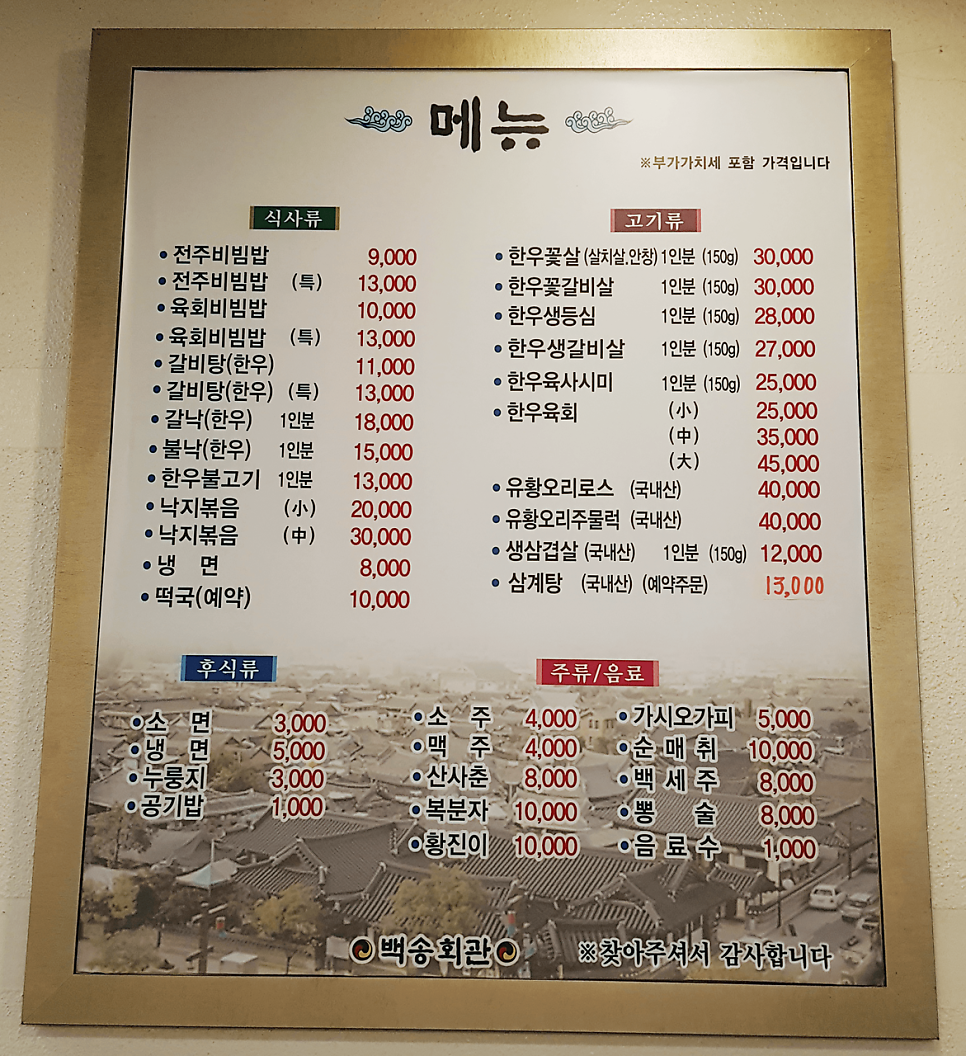 메뉴
※부가가치세 포함 가격입니다
식사류
•전주비빔밥 9,000
•전주비빔밥 (특) 13,000
•육회비빔밥 10,000
•육회비빔밥 (특) 13,000
•갈비탕(한우) 11,000
•갈비탕(한우) (특) 13,000
•갈낙(한우) 1인분 18,000
•불낙(한우) 1인분 15,000
•한우불고기 1인분 13,000
•낙지볶음 (小) 20,000
•낙지볶음 (中) 30,000
•냉 면 8,000
•떡국(예약) 10,000
고기류
•한우꽃살(살치살,안창)1인분 (150g) 30,000
•한우꽃갈비살 1인분 (150g) 30,000
•한우생등심 1인분 (150g) 28,000
•한우생갈비살 1인분 (150g) 27,000
•한우육사시미 1인분 (150g) 25,000
•한우육회 (小) 25,000
(中) 35,000
(大) 45,000
•유황오리로스 (국내산) 40,000
•유황오리주물럭 (국내산) 40,000
•생삼겹살 (국내산) 1인분 (150g) 12,000
•삼계탕 (국내산) (예약주문) 13,000
후식류
•소 면 3,000
•냉 면 5,000
•누룽지 3,000
•공기밥 1,000
주류/음료
•소 주 4,000
•맥 주 4,000
•산사춘 8,000
•복분자 10,000
•황진이 10,000
•가시오가피 5,000
•순 매 취 10,000
•백 세 주 8,000
•뽕 술 8,000
•음 료 수 1,000
백송회관
※찾아주셔서 감사합니다